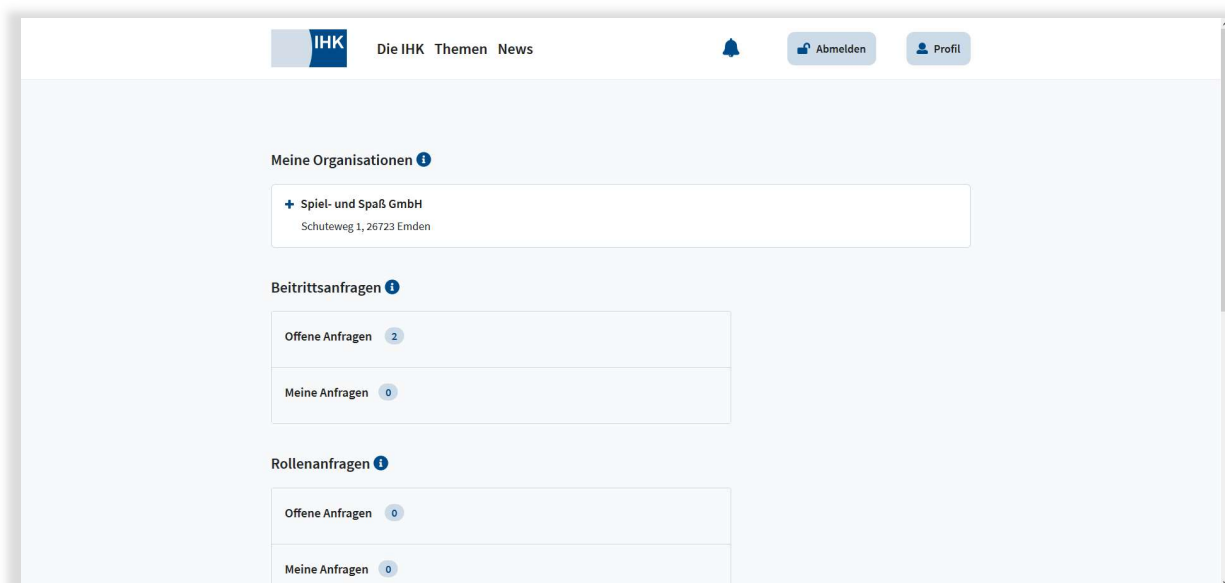 IHK
Die IHK Themen News
Abmelden
Profil
Meine Organisationen
Spiel- und Spaß GmbH
Schuteweg 1, 26723 Emden
Beitrittsanfragen
Offene Anfragen 2
Meine Anfragen 0
Rollenanfragen
Offene Anfragen 0
Meine Anfragen 0